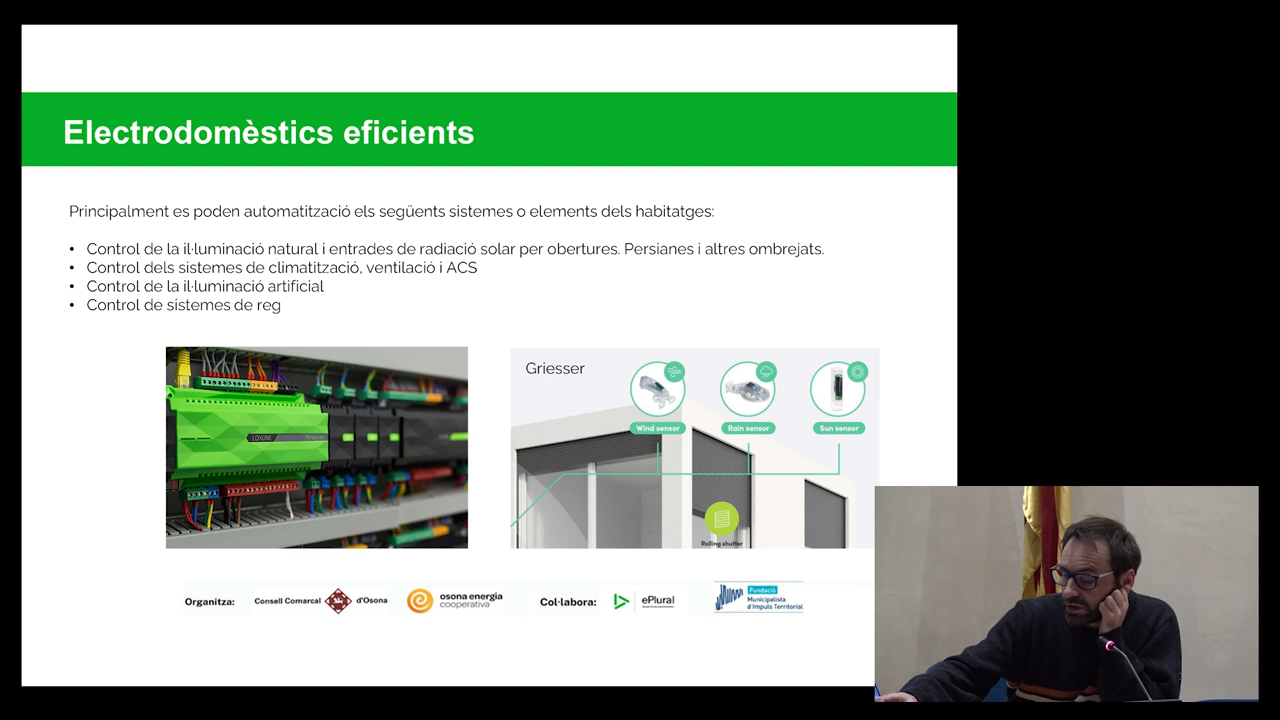 Electrodomèstics eficients
Principalment es poden automatització els següents sistemes o elements dels habitatges:
• Control de la il·luminació natural i entrades de radiació solar per obertures. Persianes i altres ombrejats.
• Control dels sistemes de climatització, ventilació i ACS
• Control de la il·luminació artificial
• Control de sistemes de reg
LOXONE
Griesser
Wind sensor
Rain sensor
Sun sensor
Rolling shutter
Organitza:
Consell Comarcal d'Osona
osona energia
cooperativa
Col·labora:
ePlural
Fundació
Municipalista
d'Impuls Territorial